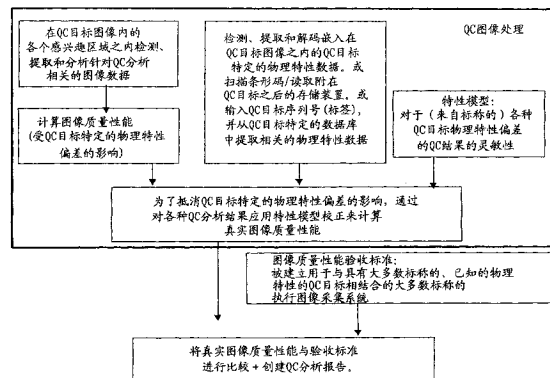 QC图像处理
在QC目标图像内的
各个感兴趣区域之内检测、
提取和分析针对QC分析
相关的图像数据
计算图像质量性能
(受QC目标特定的物理特性
偏差的影响)
检测、提取和解码嵌入在
QC目标图像之内的QC目标
特定的物理特性数据。或
扫描条形码/读取附在
QC目标之后的存储装置。或
输入QC目标序列号(标签),
并从QC目标特定的数据库
中提取相关的物理特性数据
特性模型:
对于(来自标称的)各种
QC目标物理特性偏差
的QC结果的灵敏性
为了抵消QC目标特定的物理特性偏差的影响,通过
对各种QC分析结果应用特性模型校正来计算
真实图像质量性能
图像质量性能验收标准:
被建立用于与具有大多数标称的、已知的物理
特性的QC目标相结合的大多数标称的
执行图像采集系统
将真实图像质量性能与验收标准
进行比较+创建QC分析报告。